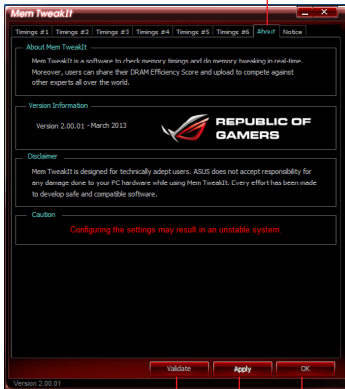 Mem TweakIt
Timings #1 Timings #2 Timings #3 Timings #4 Timings #5 Timings #6 About Notice
About Mem TweakIt
Mem TweakIt is a software to check memory timings and do memory tweaking in real-time.
Moreover, users can share their DRAM Efficiency Score and upload to compete against
other experts all over the world.
Version Information
Version 2.00.01 - March 2013
REPUBLIC OF
GAMERS
Disclaimer
Mem TweakIt is designed for technically adept users. ASUS does not accept responsibility for
any damage done to your PC hardware while using Mem TweakIt. Every effort has been made
to develop safe and compatible software.
Caution
Configuring the settings may result in an unstable system.
Validate Apply OK
Version 2.00.01